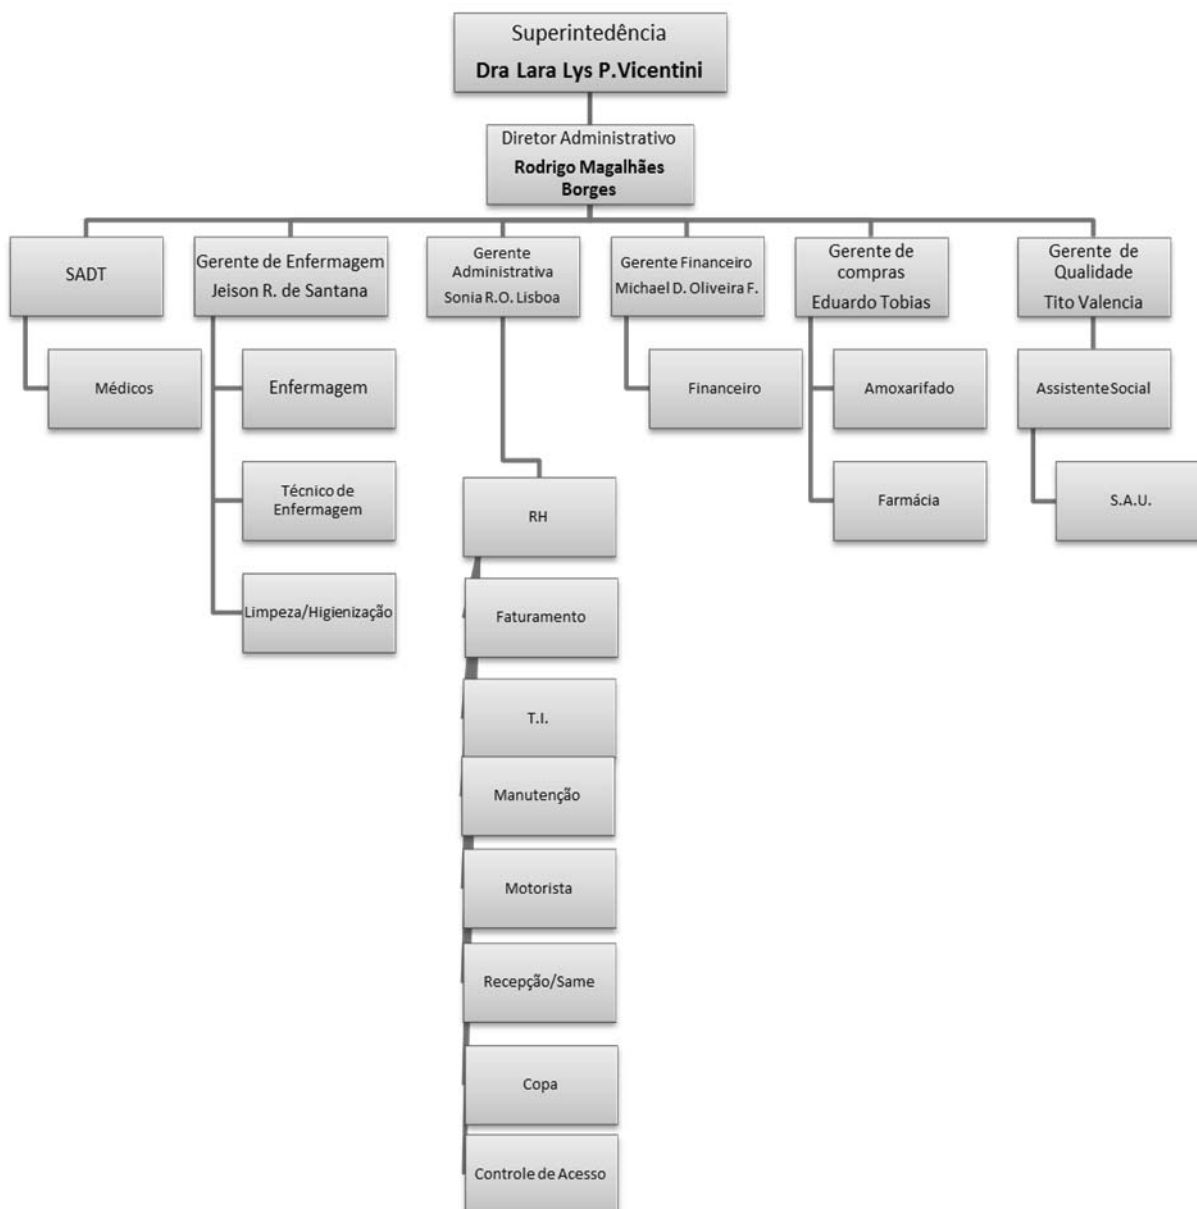 Superintedência
Dra Lara Lys P.Vicentini
Diretor Administrativo
Rodrigo Magalhães
Borges
SADT
Médicos
Gerente de Enfermagem
Jeison R. de Santana
Enfermagem
Técnico de
Enfermagem
Limpeza/Higienização
Gerente
Administrativa
Sonia R.O. Lisboa
RH
Faturamento
T.I.
Manutenção
Motorista
Recepção/Same
Copa
Controle de Acesso
Gerente Financeiro
Michael D. Oliveira F.
Financeiro
Gerente de
compras
Eduardo Tobias
Amoxarifado
Farmácia
Gerente de
Qualidade
Tito Valencia
Assistente Social
S.A.U.